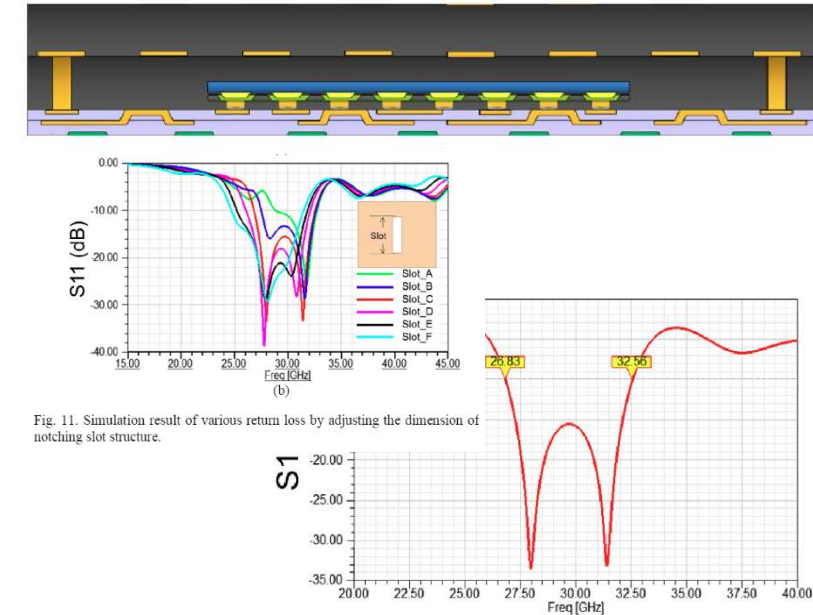 0.00
-10.00
-20.00
-30.00
-40.00
S11 (dB)
Slot
Slot_A
Slot_B
Slot_C
Slot_D
Slot_E
Slot_F
15.00 20.00 25.00 30.00 35.00 40.00 45.00
Freq [GHz]
(b)
Fig. 11. Simulation result of various return loss by adjusting the dimension of
notching slot structure.
26.83
32.56
S1
-20.00
-25.00
-30.00
-35.00
20.00 22.50 25.00 27.50 30.00 32.50 35.00 37.50 40.00
Freq [GHz]